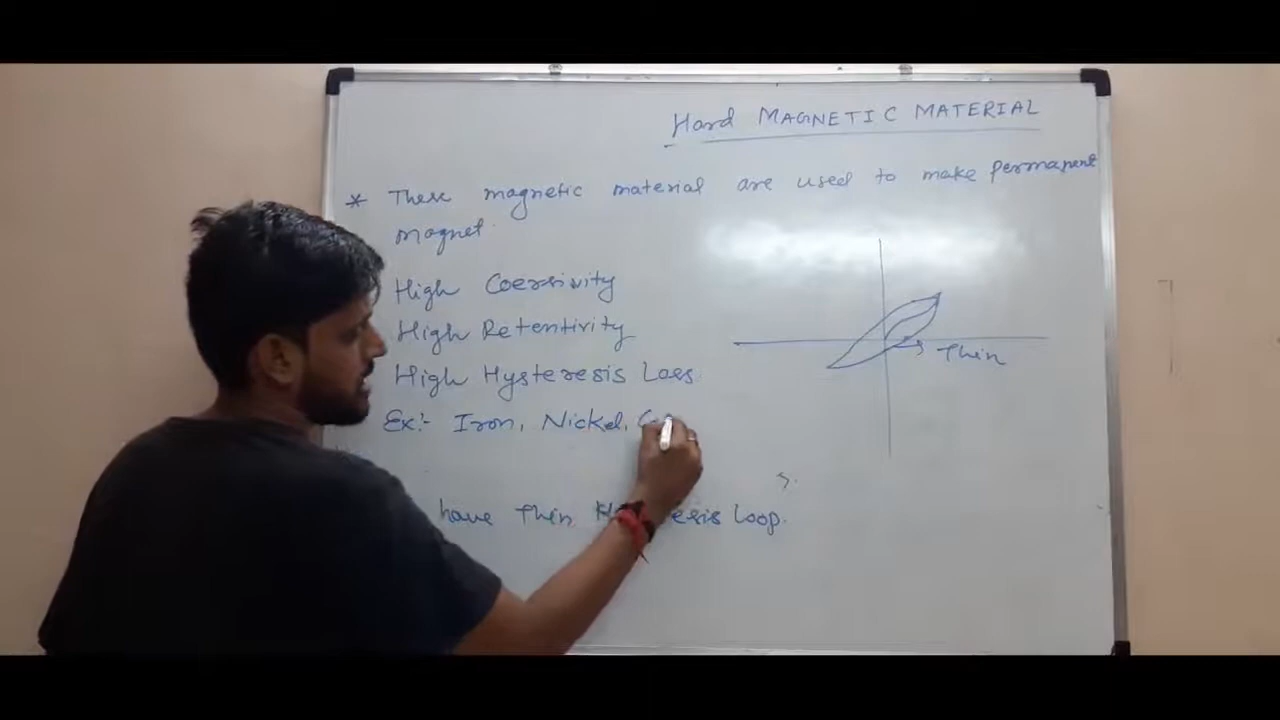 Hard MAGNETIC MATERIAL
* These magnetic material are used to make permanent
magnet.
High Coersivity
High Retentivity
High Hysteresis Loss
Thin
Ex:- Iron, Nickel,
have Thin Loop.